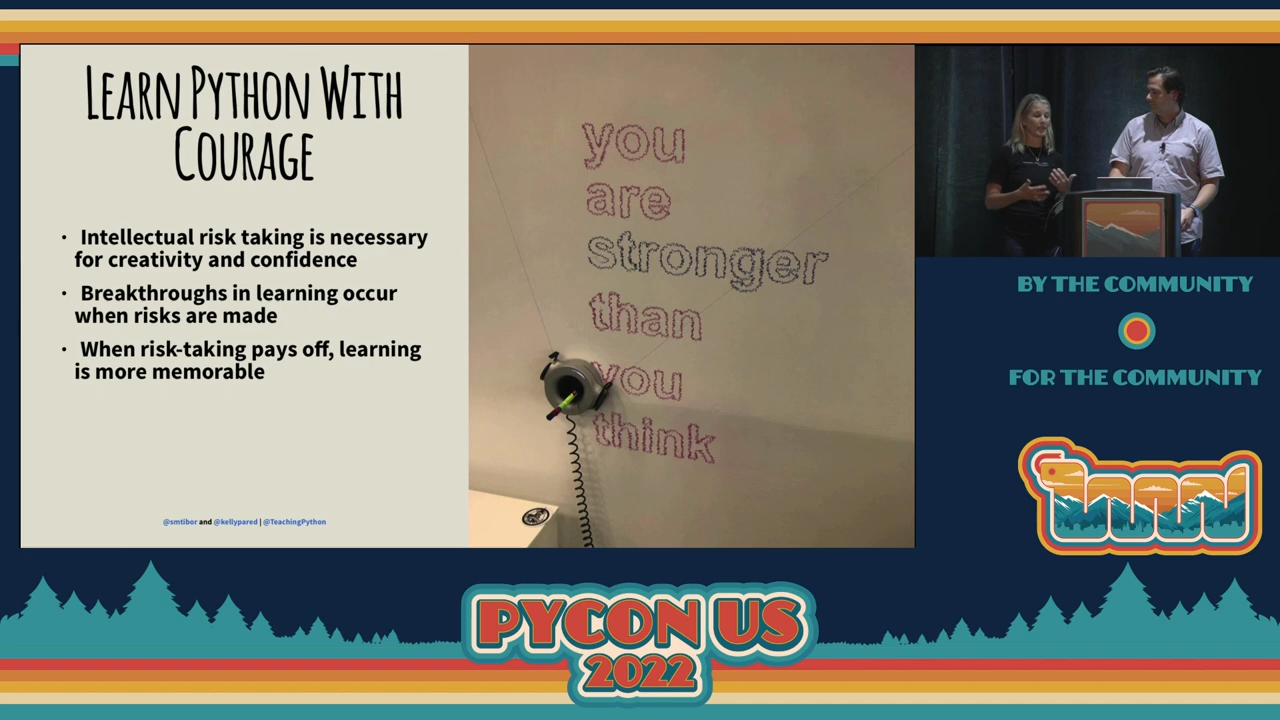 LEARN PYTHON WITH
COURAGE
· Intellectual risk taking is necessary
for creativity and confidence
· Breakthroughs in learning occur
when risks are made
· When risk-taking pays off, learning
is more memorable
@smtibor and @kellypared | @TeachingPython
you
are
stronger
than
you
think
BY THE COMMUNITY
FOR THE COMMUNITY
PYCON US
2022